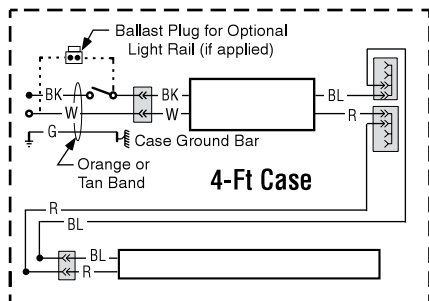 Ballast Plug for Optional
Light Rail (if applied)
BK
BK
BL
W
W
R
G
Case Ground Bar
Orange or
Tan Band
4-Ft Case
R
BL
BL
R